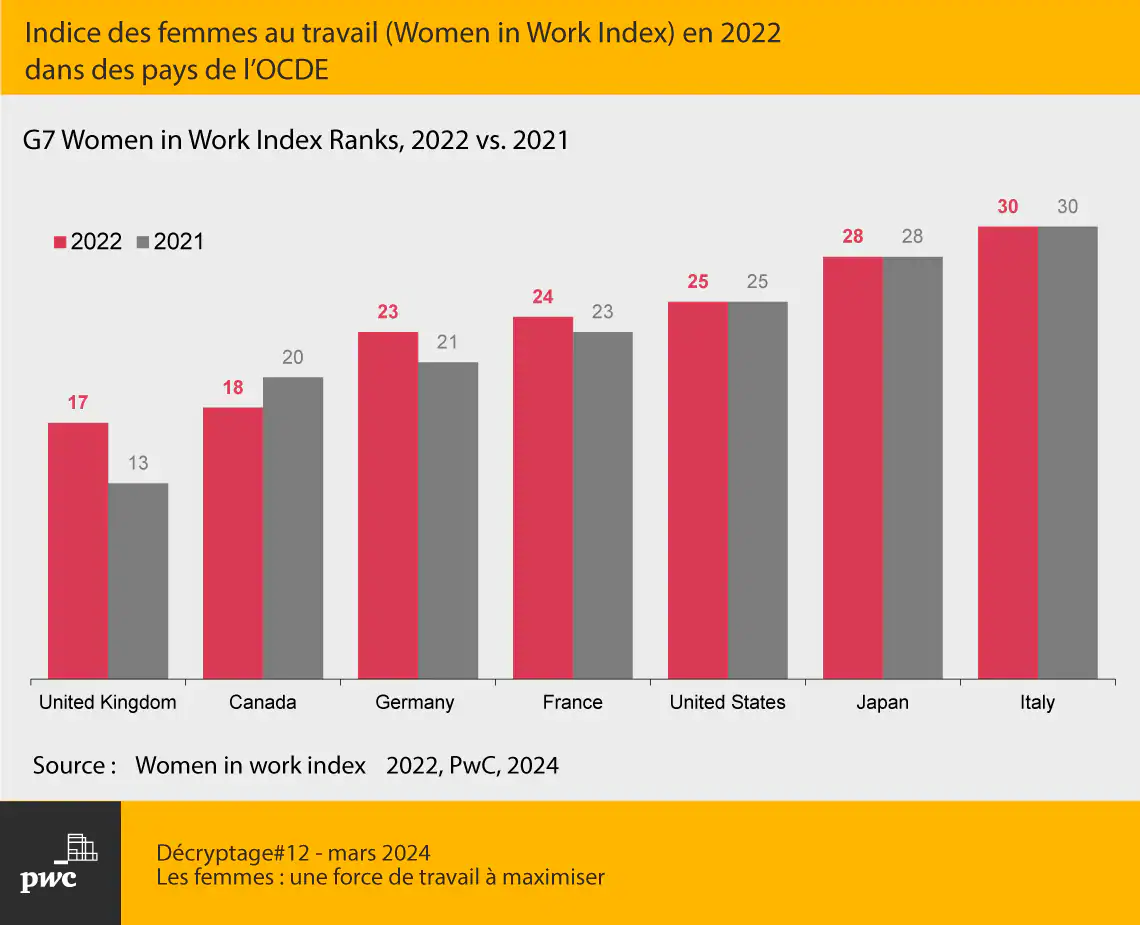 Indice des femmes au travail (Women in Work Index) en 2022
dans des pays de l’OCDE
G7 Women in Work Index Ranks, 2022 vs. 2021
2022 2021
17 13
18 20
23 21
24 23
25 25
28 28
30 30
United Kingdom Canada Germany France United States Japan Italy
Source : Women in work index 2022, PwC, 2024
pwc
Décryptage#12 - mars 2024
Les femmes : une force de travail à maximiser